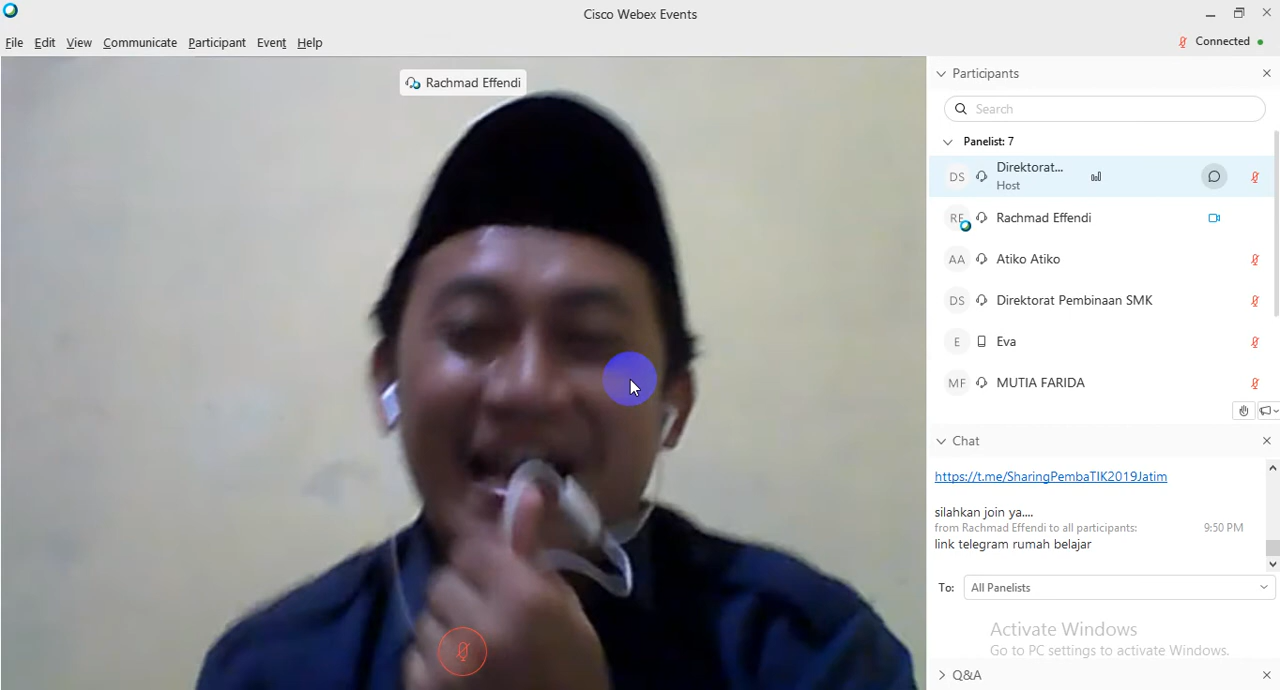 Cisco Webex Events
File Edit View Communicate Participant Event Help
Connected
Rachmad Effendi
Participants
Search
Panelist: 7
DS Direktorat...
Host
RE Rachmad Effendi
AA Atiko Atiko
DS Direktorat Pembinaan SMK
E Eva
MF MUTIA FARIDA
Chat
https://t.me/SharingPembaTIK2019Jatim
silahkan join ya....
from Rachmad Effendi to all participants: 9:50 PM
link telegram rumah belajar
To: All Panelists
Activate Windows
Go to PC settings to activate Windows.
Q&A